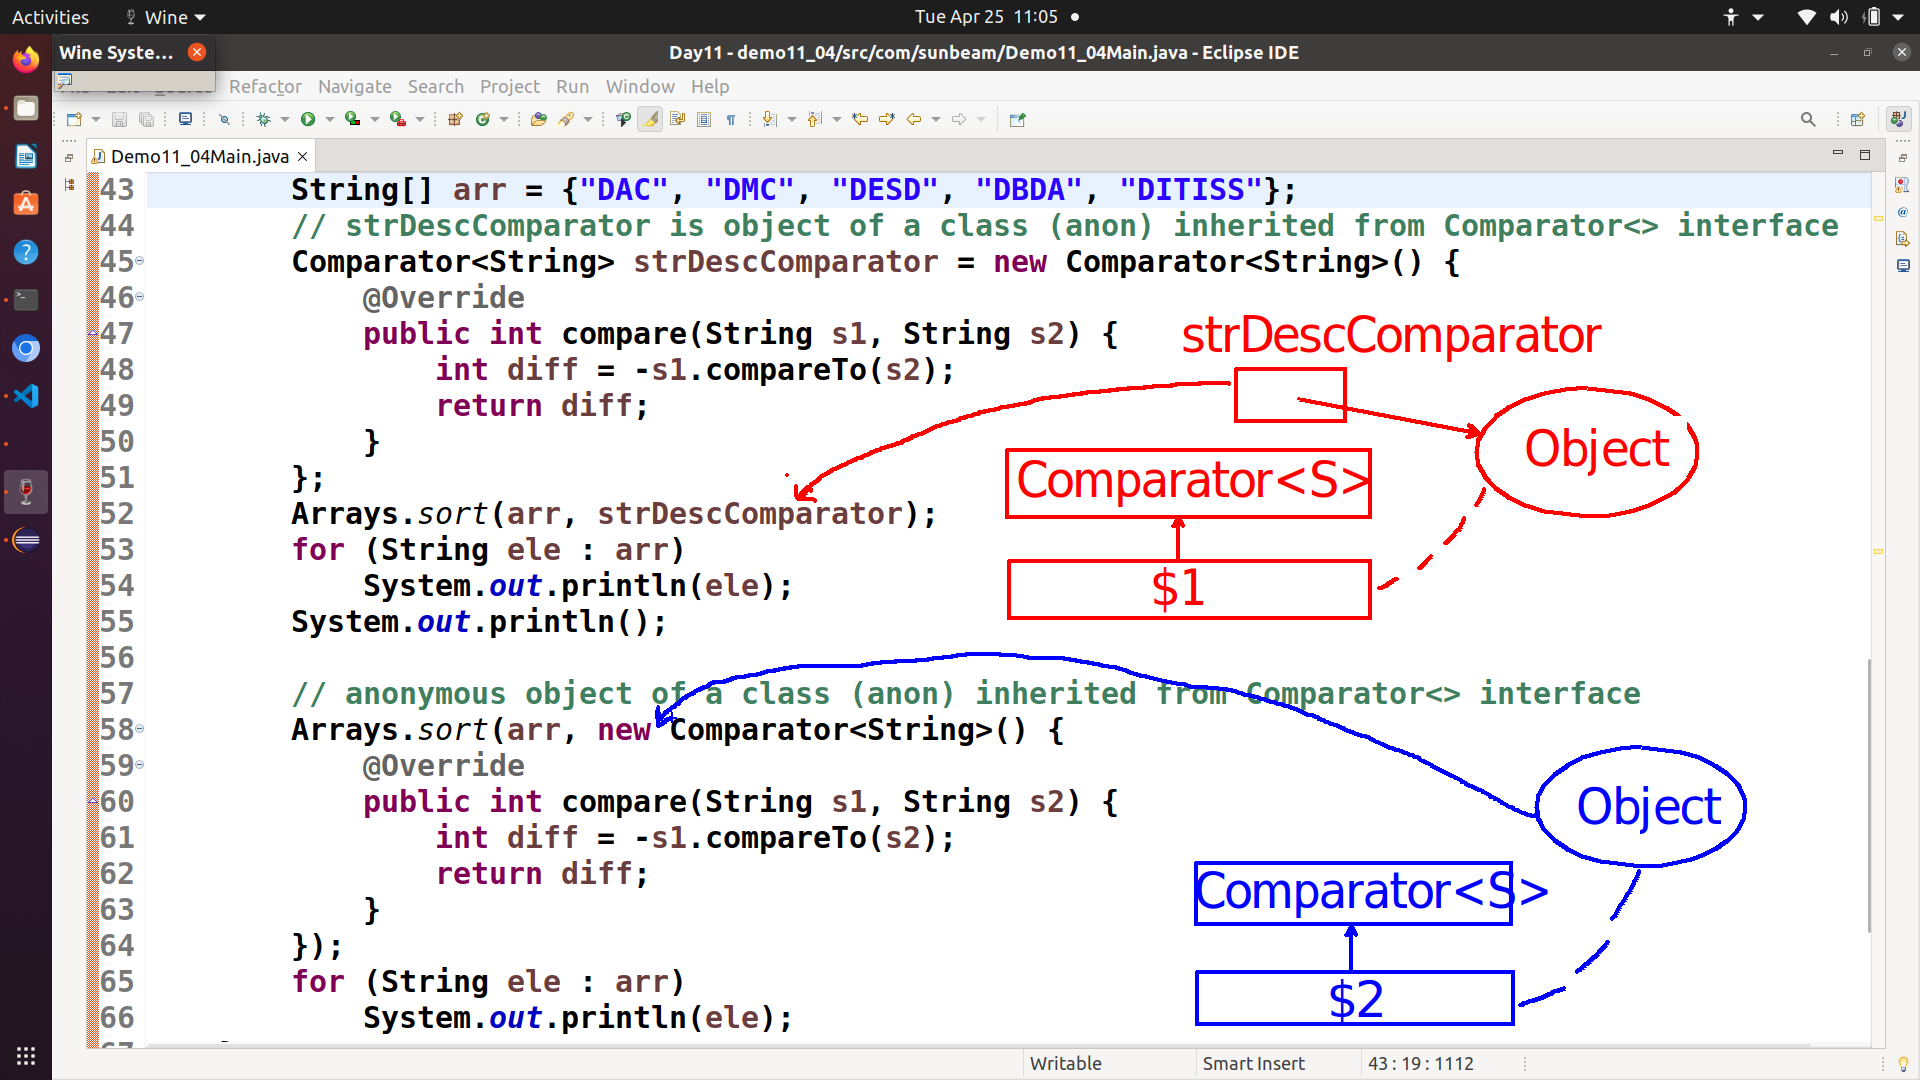 Activities
Wine
Tue Apr 25 11:05
Wine Syste...
Day11 - demo11_04/src/com/sunbeam/Demo11_04Main.java - Eclipse IDE
Refactor Navigate Search Project Run Window Help
Demo11_04Main.java
43 String[] arr = {"DAC", "DMC", "DESD", "DBDA", "DITISS"};
44 // strDescComparator is object of a class (anon) inherited from Comparator<> interface
45 Comparator<String> strDescComparator = new Comparator<String>() {
46 @Override
47 public int compare(String s1, String s2) {
48 int diff = -s1.compareTo(s2);
49 return diff;
50 }
51 };
52 Arrays.sort(arr, strDescComparator);
53 for (String ele : arr)
54 System.out.println(ele);
55 System.out.println();
56
57 // anonymous object of a class (anon) inherited from Comparator<> interface
58 Arrays.sort(arr, new Comparator<String>() {
59 @Override
60 public int compare(String s1, String s2) {
61 int diff = -s1.compareTo(s2);
62 return diff;
63 }
64 });
65 for (String ele : arr)
66 System.out.println(ele);
strDescComparator
Object
Comparator<S>
$1
Object
Comparator<S>
$2
Writable
Smart Insert
43 : 19 : 1112